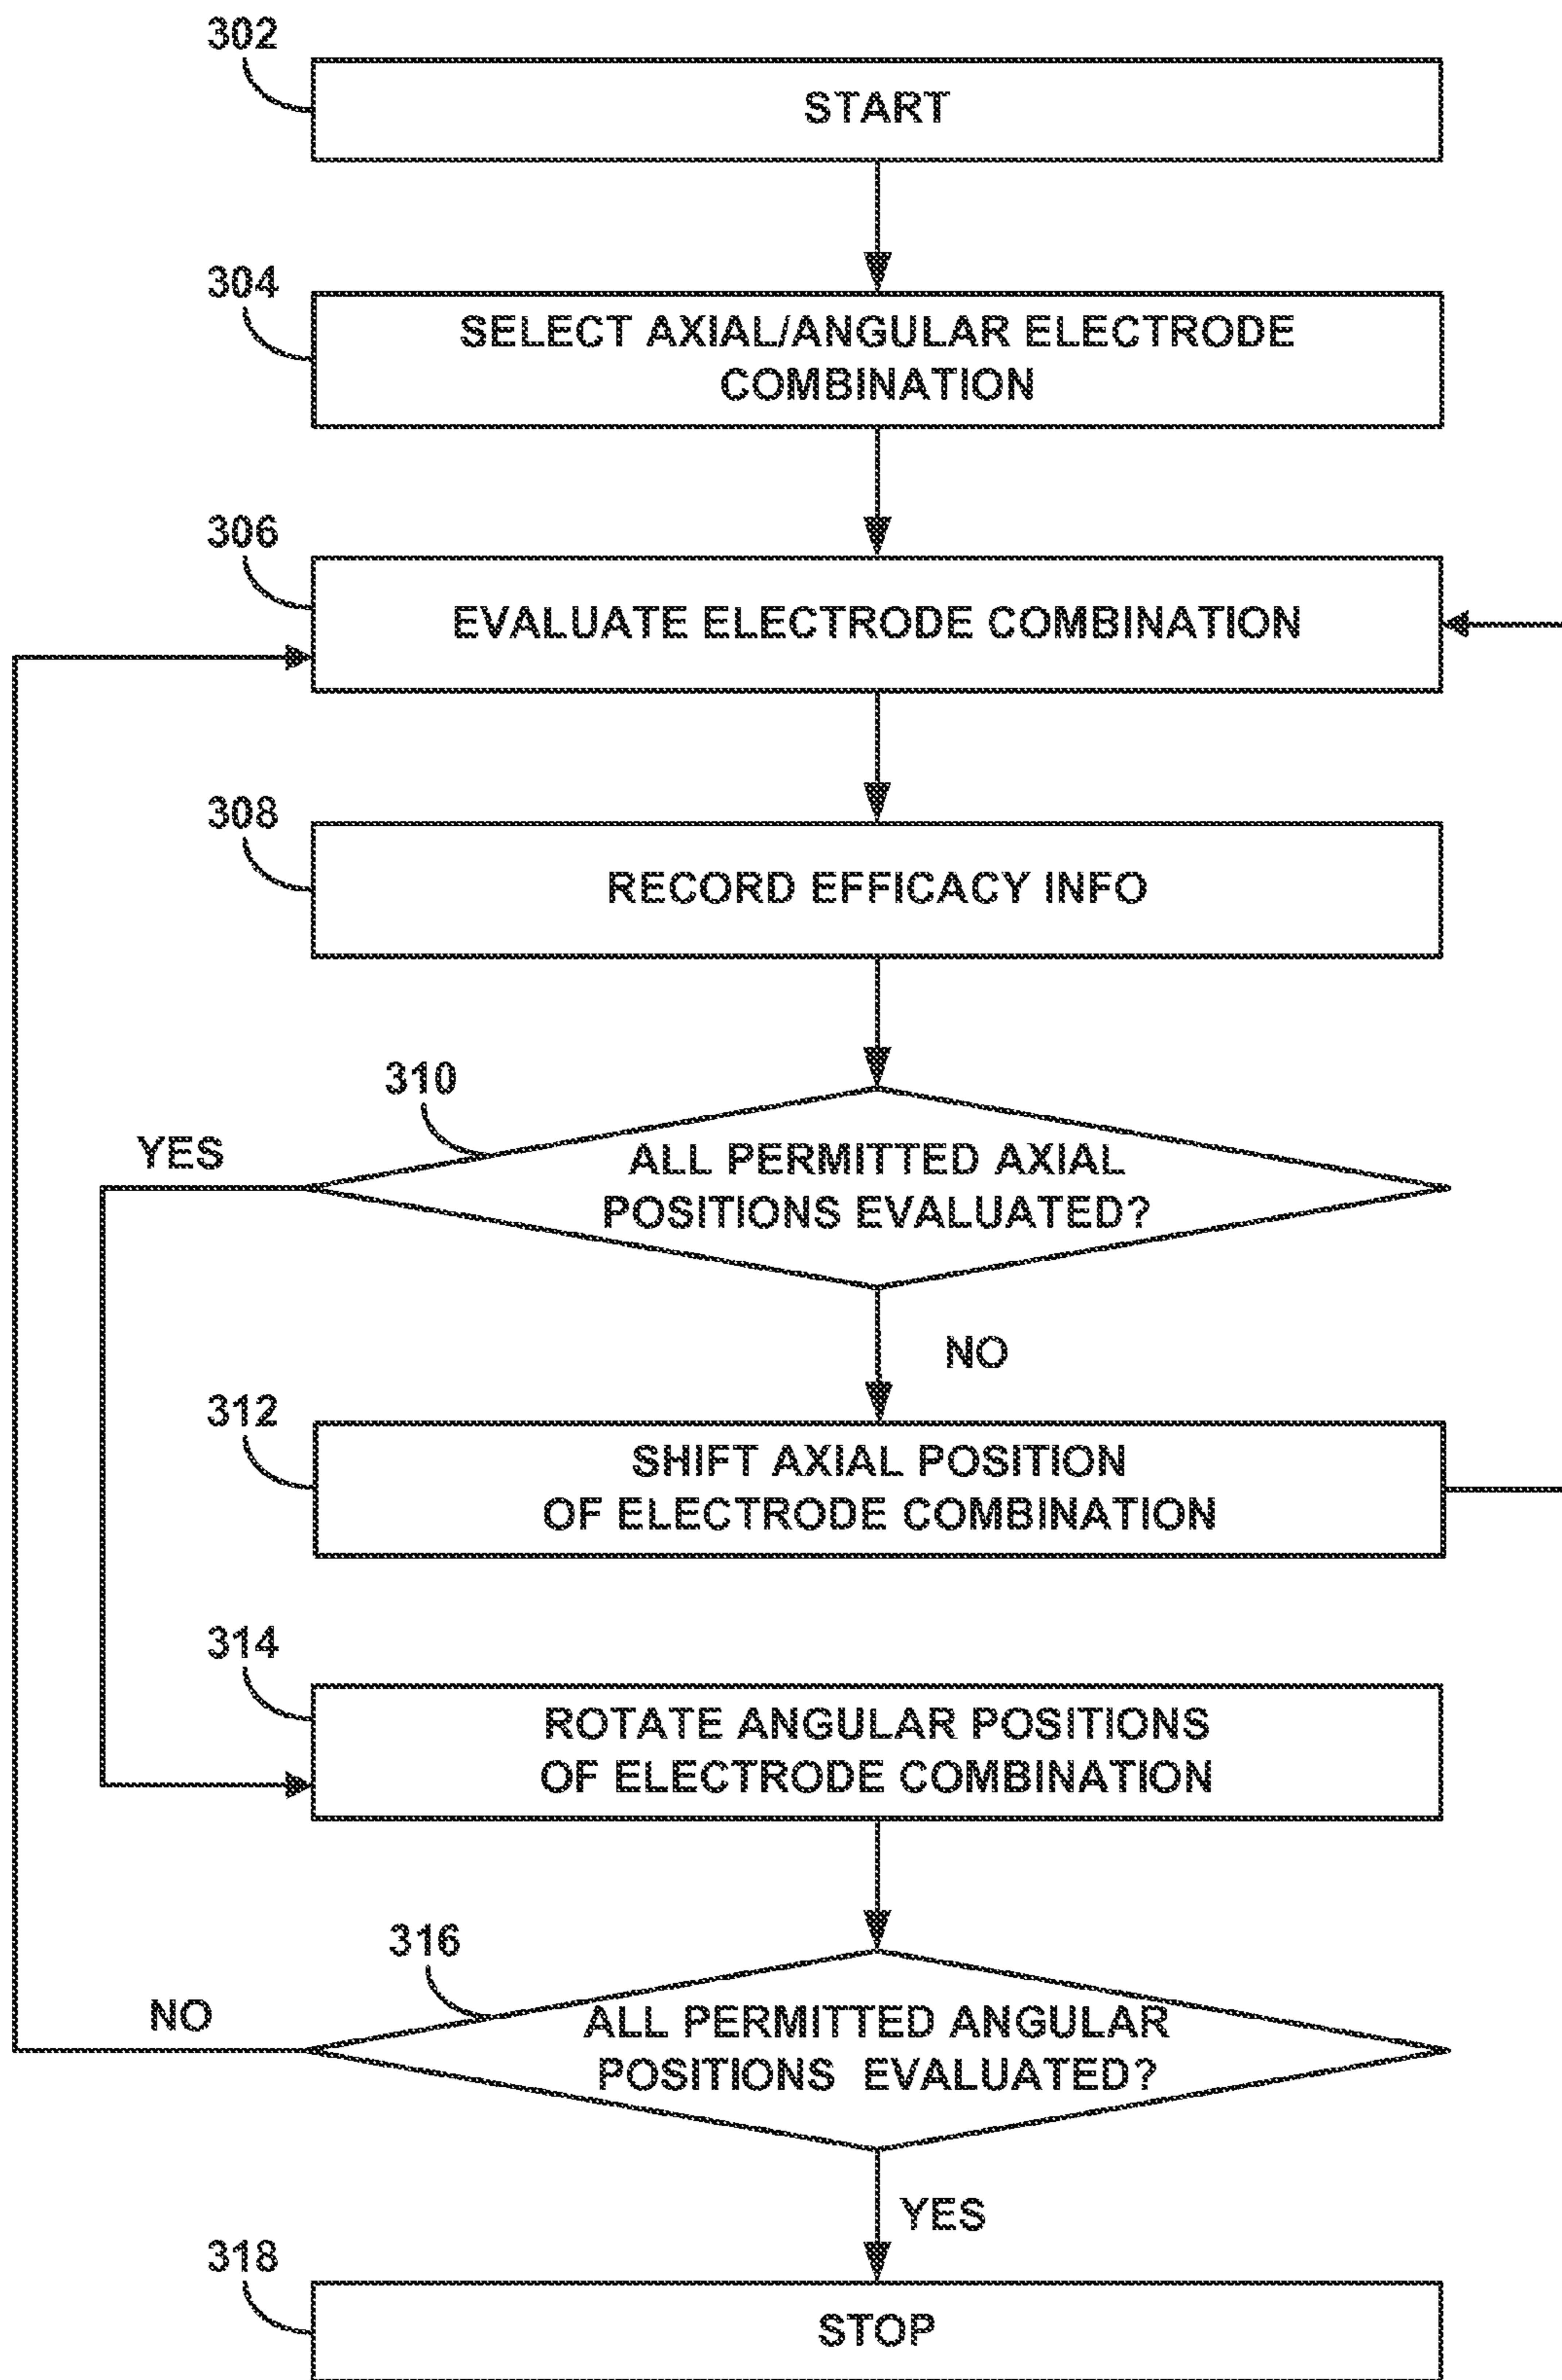 302
START
304
SELECT AXIAL/ANGULAR ELECTRODE
COMBINATION
306
EVALUATE ELECTRODE COMBINATION
308
RECORD EFFICACY INFO
310
YES
ALL PERMITTED AXIAL
POSITIONS EVALUATED?
NO
312
SHIFT AXIAL POSITION
OF ELECTRODE COMBINATION
314
ROTATE ANGULAR POSITIONS
OF ELECTRODE COMBINATION
316
NO
ALL PERMITTED ANGULAR
POSITIONS EVALUATED?
YES
318
STOP